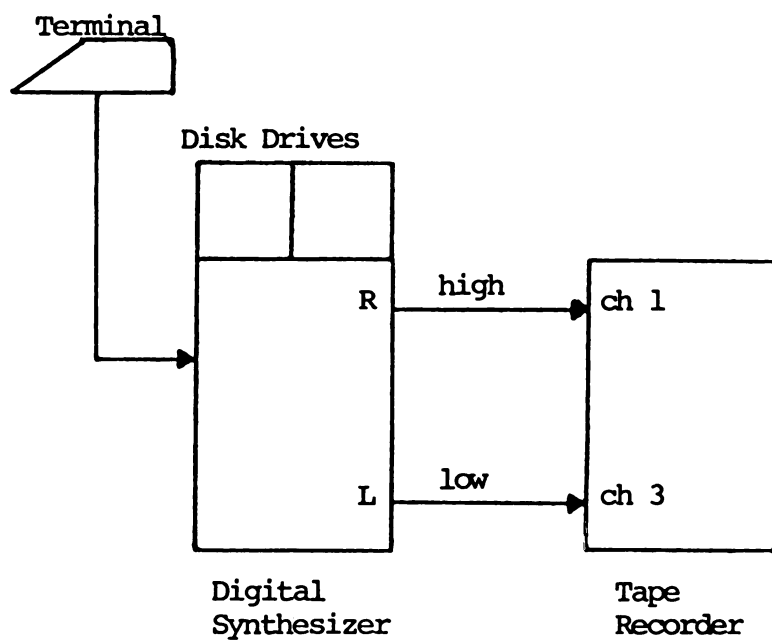 Terminal
Disk Drives
R
high
ch 1
L
low
ch 3
Digital
Synthesizer
Tape
Recorder